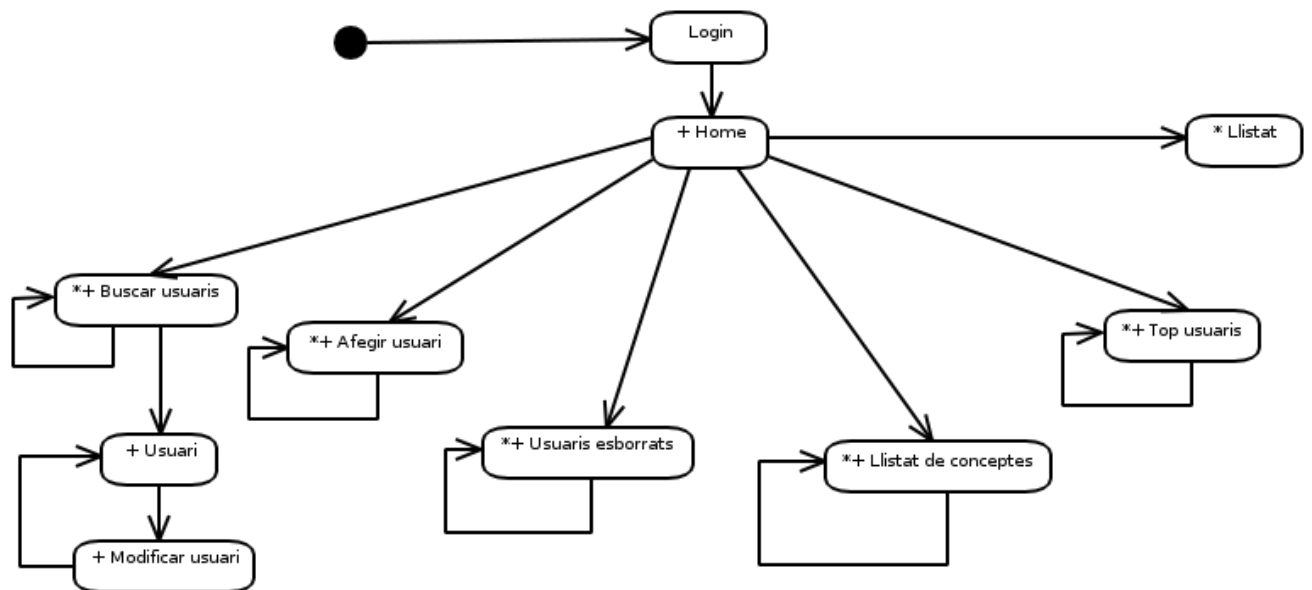 Login
+ Home
* Llistat
*+ Buscar usuaris
*+ Afegir usuari
*+ Top usuaris
+ Usuari
*+ Usuaris esborrats
*+ Llistat de conceptes
+ Modificar usuari